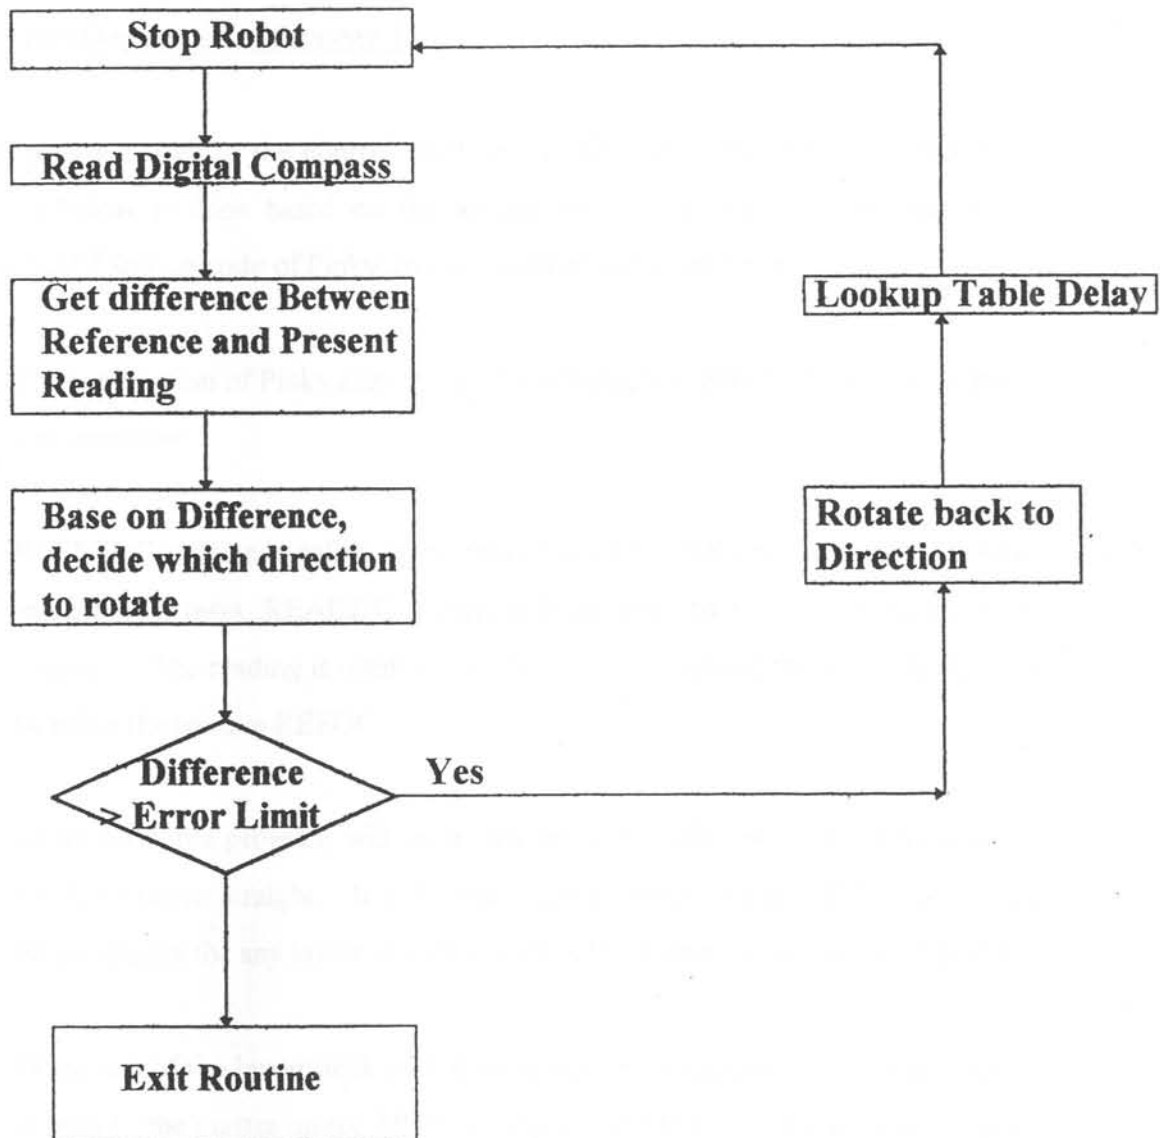 Stop Robot
Read Digital Compass
Get difference Between
Reference and Present
Reading
Base on Difference,
decide which direction
to rotate
Difference
> Error Limit
Yes
Exit Routine
Rotate back to
Direction
Lookup Table Delay